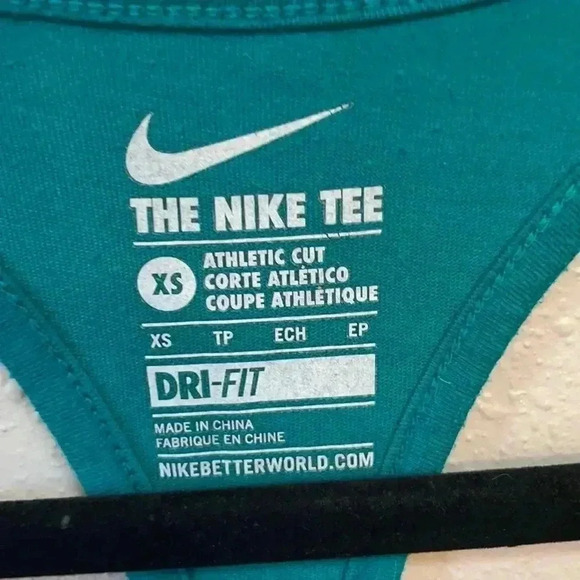 THE NIKE TEE
XS
ATHLETIC CUT
CORTE ATLÉTICO
COUPE ATHLÉTIQUE
XS TP ECH EP
DRI-FIT
MADE IN CHINA
FABRIQUE EN CHINE
NIKEBETTERWORLD.COM